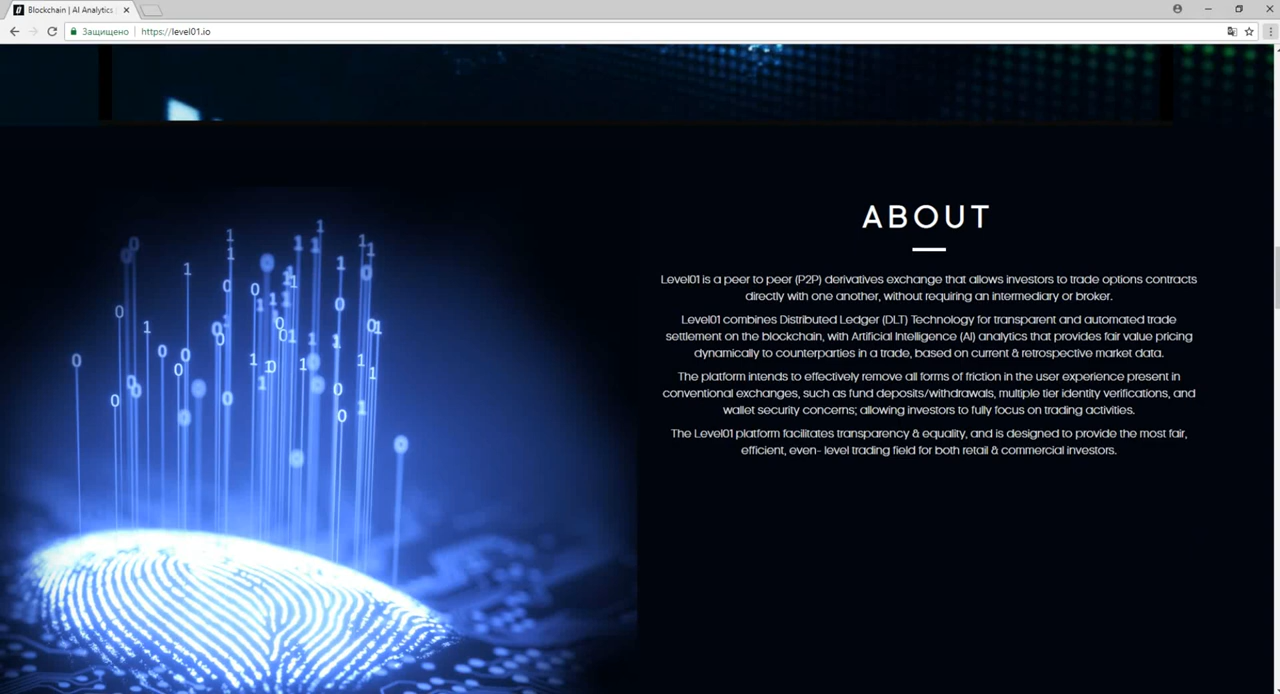 Blockchain | AI Analytics
Защищено
https://level01.io
ABOUT
Level01 is a peer to peer (P2P) derivatives exchange that allows investors to trade options contracts
directly with one another, without requiring an intermediary or broker.
Level01 combines Distributed Ledger (DLT) Technology for transparent and automated trade
settlement on the blockchain, with Artificial Intelligence (AI) analytics that provides fair value pricing
dynamically to counterparties in a trade, based on current & retrospective market data.
The platform intends to effectively remove all forms of friction in the user experience present in
conventional exchanges, such as fund deposits/withdrawals, multiple tier identity verifications, and
wallet security concerns; allowing investors to fully focus on trading activities.
The Level01 platform facilitates transparency & equality, and is designed to provide the most fair,
efficient, even- level trading field for both retail & commercial investors.